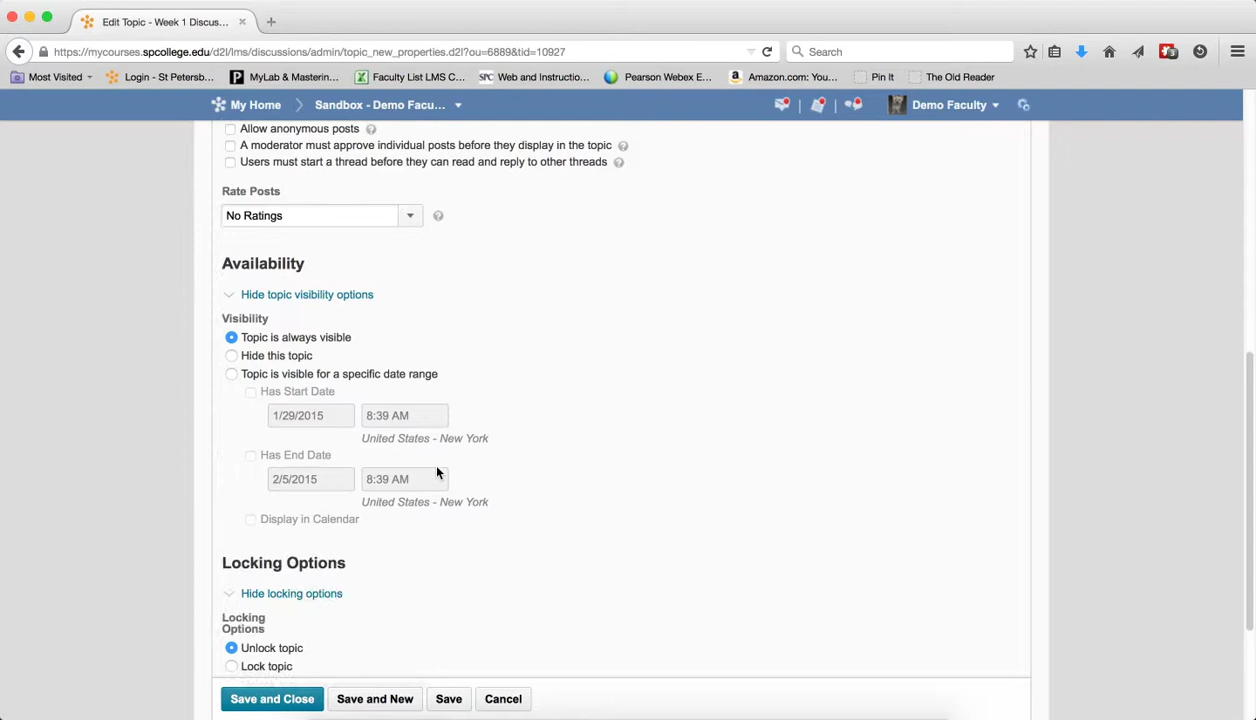 Edit Topic - Week 1 Discus...
https://mycourses.spcollege.edu/d2l/lms/discussions/admin/topic_new_properties.d2l?ou=6889&tid=10927
Search
Most Visited
Login - St Petersb...
P
MyLab & Masterin...
Faculty List LMS C...
SPC
Web and Instructio...
Pearson Webex E...
Amazon.com: You...
Pin It
The Old Reader
My Home
Sandbox - Demo Facu...
Demo Faculty
Allow anonymous posts
A moderator must approve individual posts before they display in the topic
Users must start a thread before they can read and reply to other threads
Rate Posts
No Ratings
Availability
Hide topic visibility options
Visibility
Topic is always visible
Hide this topic
Topic is visible for a specific date range
Has Start Date
1/29/2015 8:39 AM
United States - New York
Has End Date
2/5/2015 8:39 AM
United States - New York
Display in Calendar
Locking Options
Hide locking options
Locking
Options
Unlock topic
Lock topic
Save and Close
Save and New
Save
Cancel